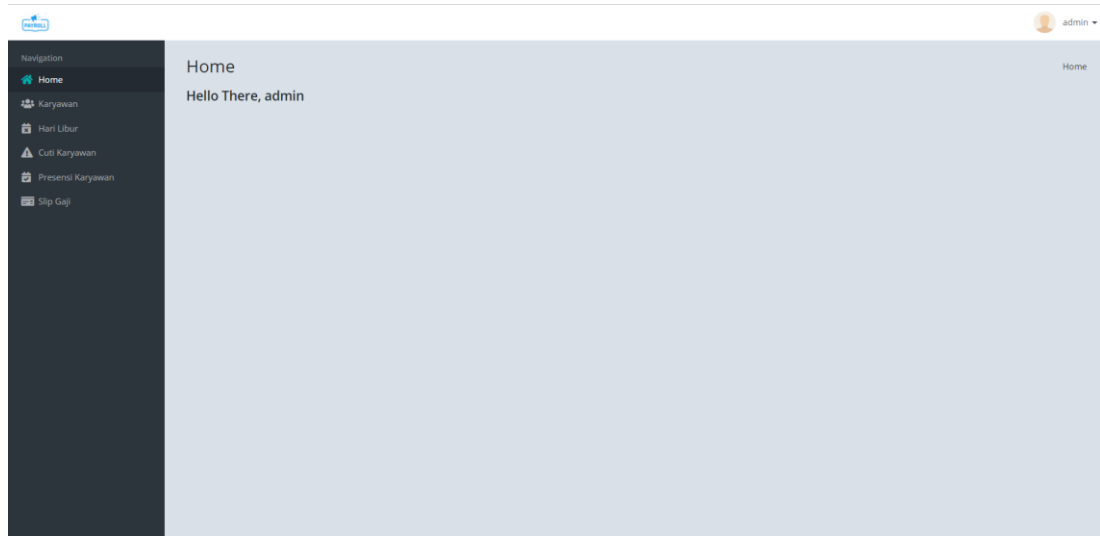 PAYROLL
admin
Navigation
Home
Karyawan
Hari Libur
Cuti Karyawan
Presensi Karyawan
Slip Gaji
Home
Home
Hello There, admin